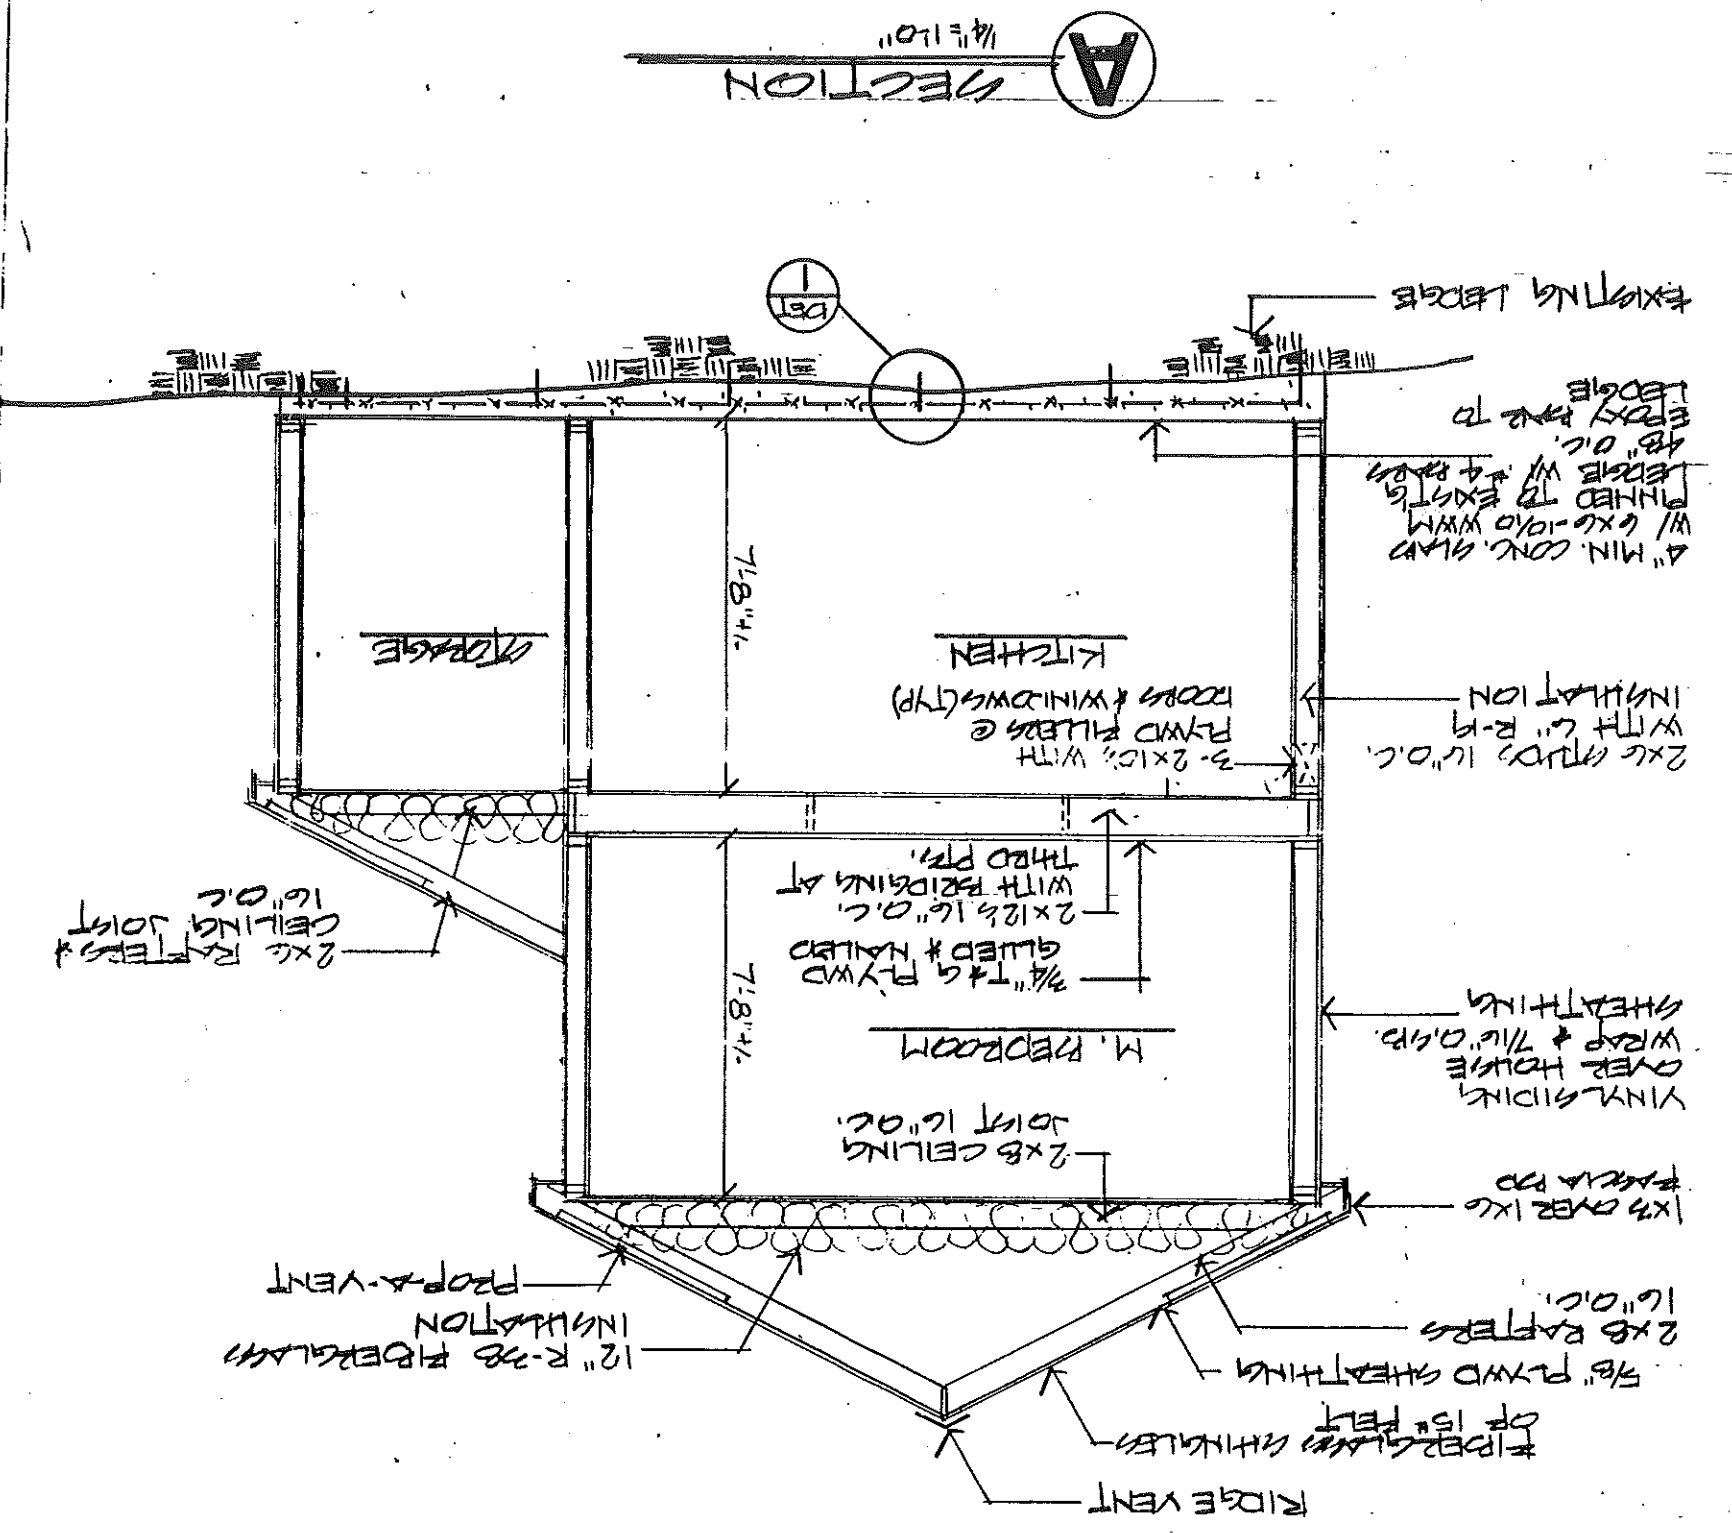 RIDGE VENT
FIBERGLASS SHINGLES
OR 15# FELT
5/8" PLYWD SHEATHING
2x8 RAFTERS
16" O.C.
12" R-38 FIBERGLASS
INSULATION
PROP-A-VENT
1x3 OVER 1x6
FASCIA BD
2x8 CEILING
JOIST 16" O.C.
VINYL SIDING
OVER HOUSE
WRAP & 7/16" O.S.B.
SHEATHING
M. BEDROOM
7'-8" +/-
3/4" T&G PLYWD
GLUED & NAILED
2x12's 16" O.C.
WITH BRIDGING AT
THIRD PTS.
2x6 RAFTERS &
CEILING JOIST
16" O.C.
2x6 STUDS 16" O.C.
WITH 6" R-19
INSULATION
3-2x10's WITH
PLYWD FILLERS @
DOORS & WINDOWS (TYP)
KITCHEN
STORAGE
7'-8" +/-
4" MIN. CONC. SLAB
W/ 6x6-10/10 WWM
PINNED TO EXIST'G
LEDGE W/ #4 BARS
48" O.C.
EPOXY BARS TO
LEDGE
EXISTING LEDGE
DET
1
A
SECTION
1/4"=1'-0"